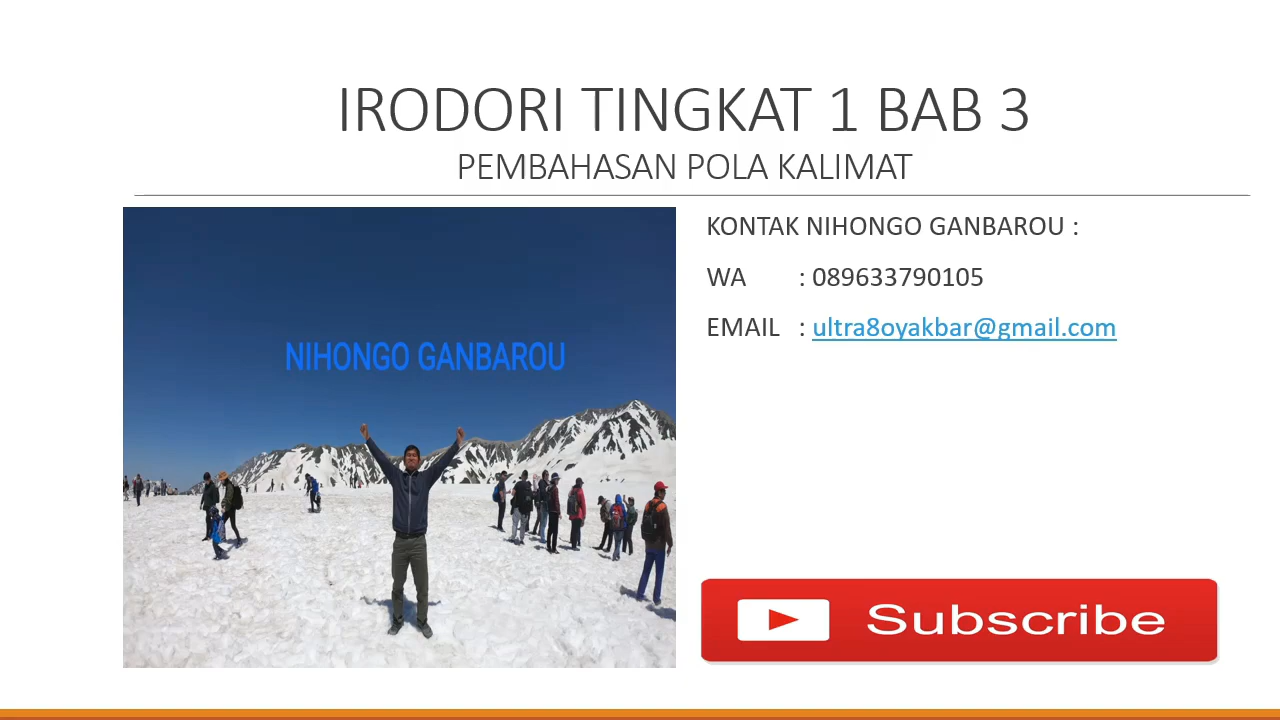 IRODORI TINGKAT 1 BAB 3
PEMBAHASAN POLA KALIMAT
NIHONGO GANBAROU
KONTAK NIHONGO GANBAROU :
WA : 089633790105
EMAIL : ultra8oyakbar@gmail.com
Subscribe